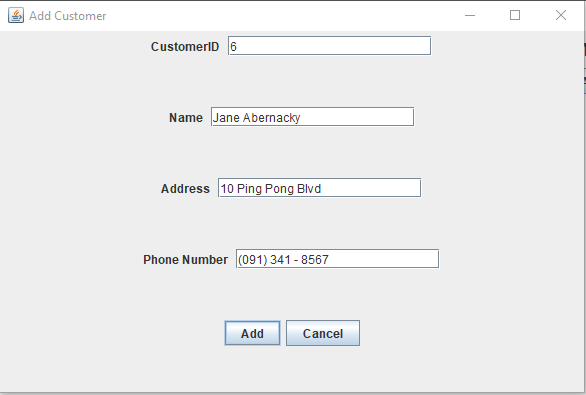 Add Customer
CustomerID 6
Name Jane Abernacky
Address 10 Ping Pong Blvd
Phone Number (091) 341 - 8567
Add Cancel